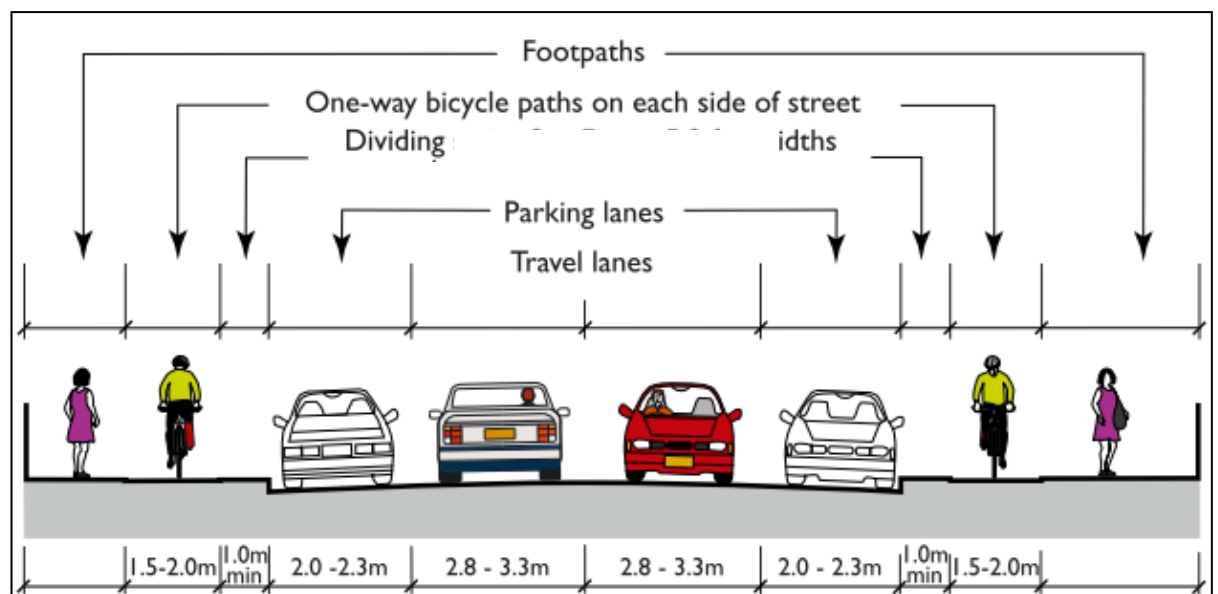 Footpaths
One-way bicycle paths on each side of street
Dividing idths
Parking lanes
Travel lanes
1.5-2.0m 1.0m min 2.0 -2.3m 2.8 - 3.3m 2.8 - 3.3m 2.0 - 2.3m 1.0m min 1.5-2.0m